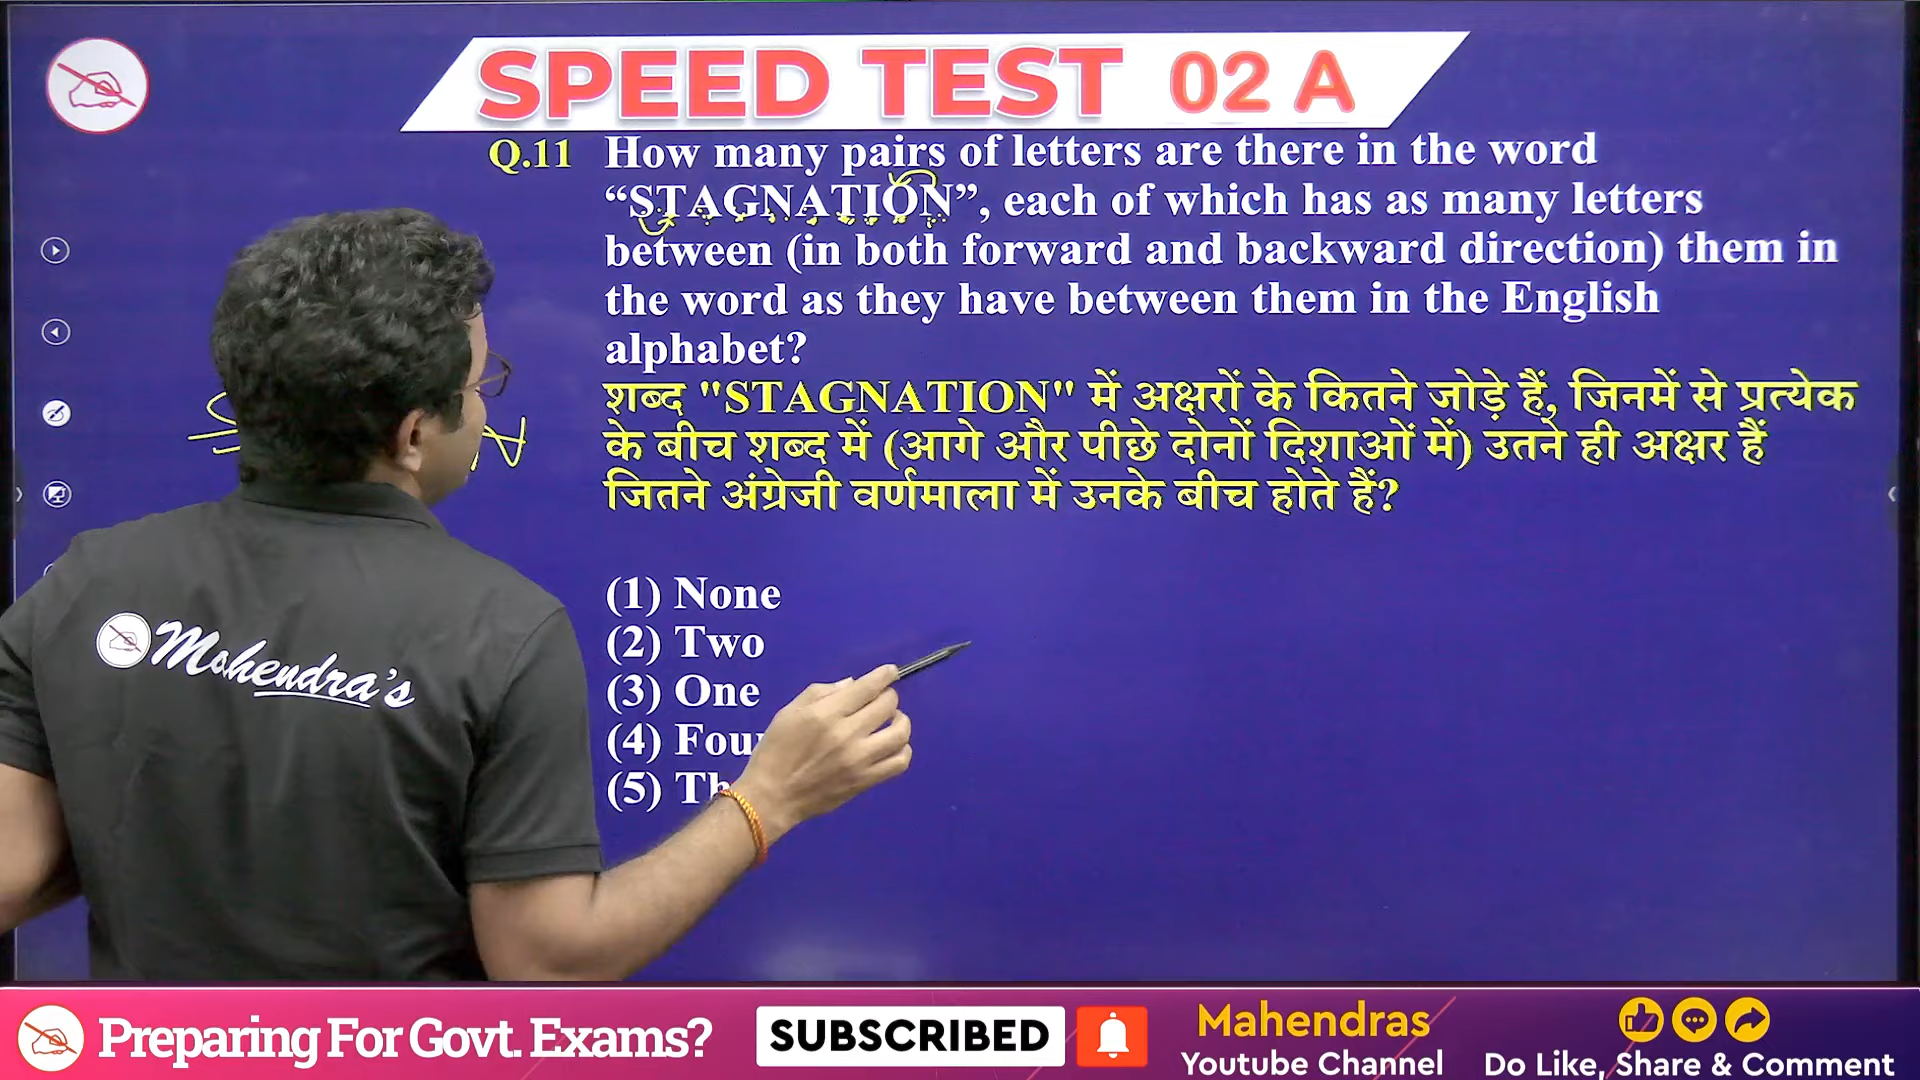 SPEED TEST 02 A
Q.11 How many pairs of letters are there in the word
“STAGNATION”, each of which has as many letters
between (in both forward and backward direction) them in
the word as they have between them in the English
alphabet?
शब्द "STAGNATION" में अक्षरों के कितने जोड़े हैं, जिनमें से प्रत्येक
के बीच शब्द में (आगे और पीछे दोनों दिशाओं में) उतने ही अक्षर हैं
जितने अंग्रेजी वर्णमाला में उनके बीच होते हैं?
(1) None
(2) Two
(3) One
(4) Four
(5)
Mahendra's
Preparing For Govt. Exams?
SUBSCRIBED
Mahendras
Youtube Channel
Do Like, Share & Comment